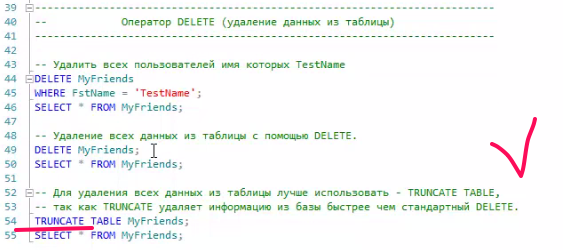 39 -------------------------------------------------------------------------
40 --            Оператор DELETE (удаление данных из таблицы)
41 -------------------------------------------------------------------------
42
43 -- Удалить всех пользователей имя которых TestName
44 DELETE MyFriends
45 WHERE FstName = 'TestName';
46 SELECT * FROM MyFriends;
47
48 -- Удаление всех данных из таблицы с помощью DELETE.
49 DELETE MyFriends;
50 SELECT * FROM MyFriends;
51
52 -- Для удаления всех данных из таблицы лучше использовать - TRUNCATE TABLE,
53 -- так как TRUNCATE удаляет информацию из базы быстрее чем стандартный DELETE.
54 TRUNCATE TABLE MyFriends;
55 SELECT * FROM MyFriends;